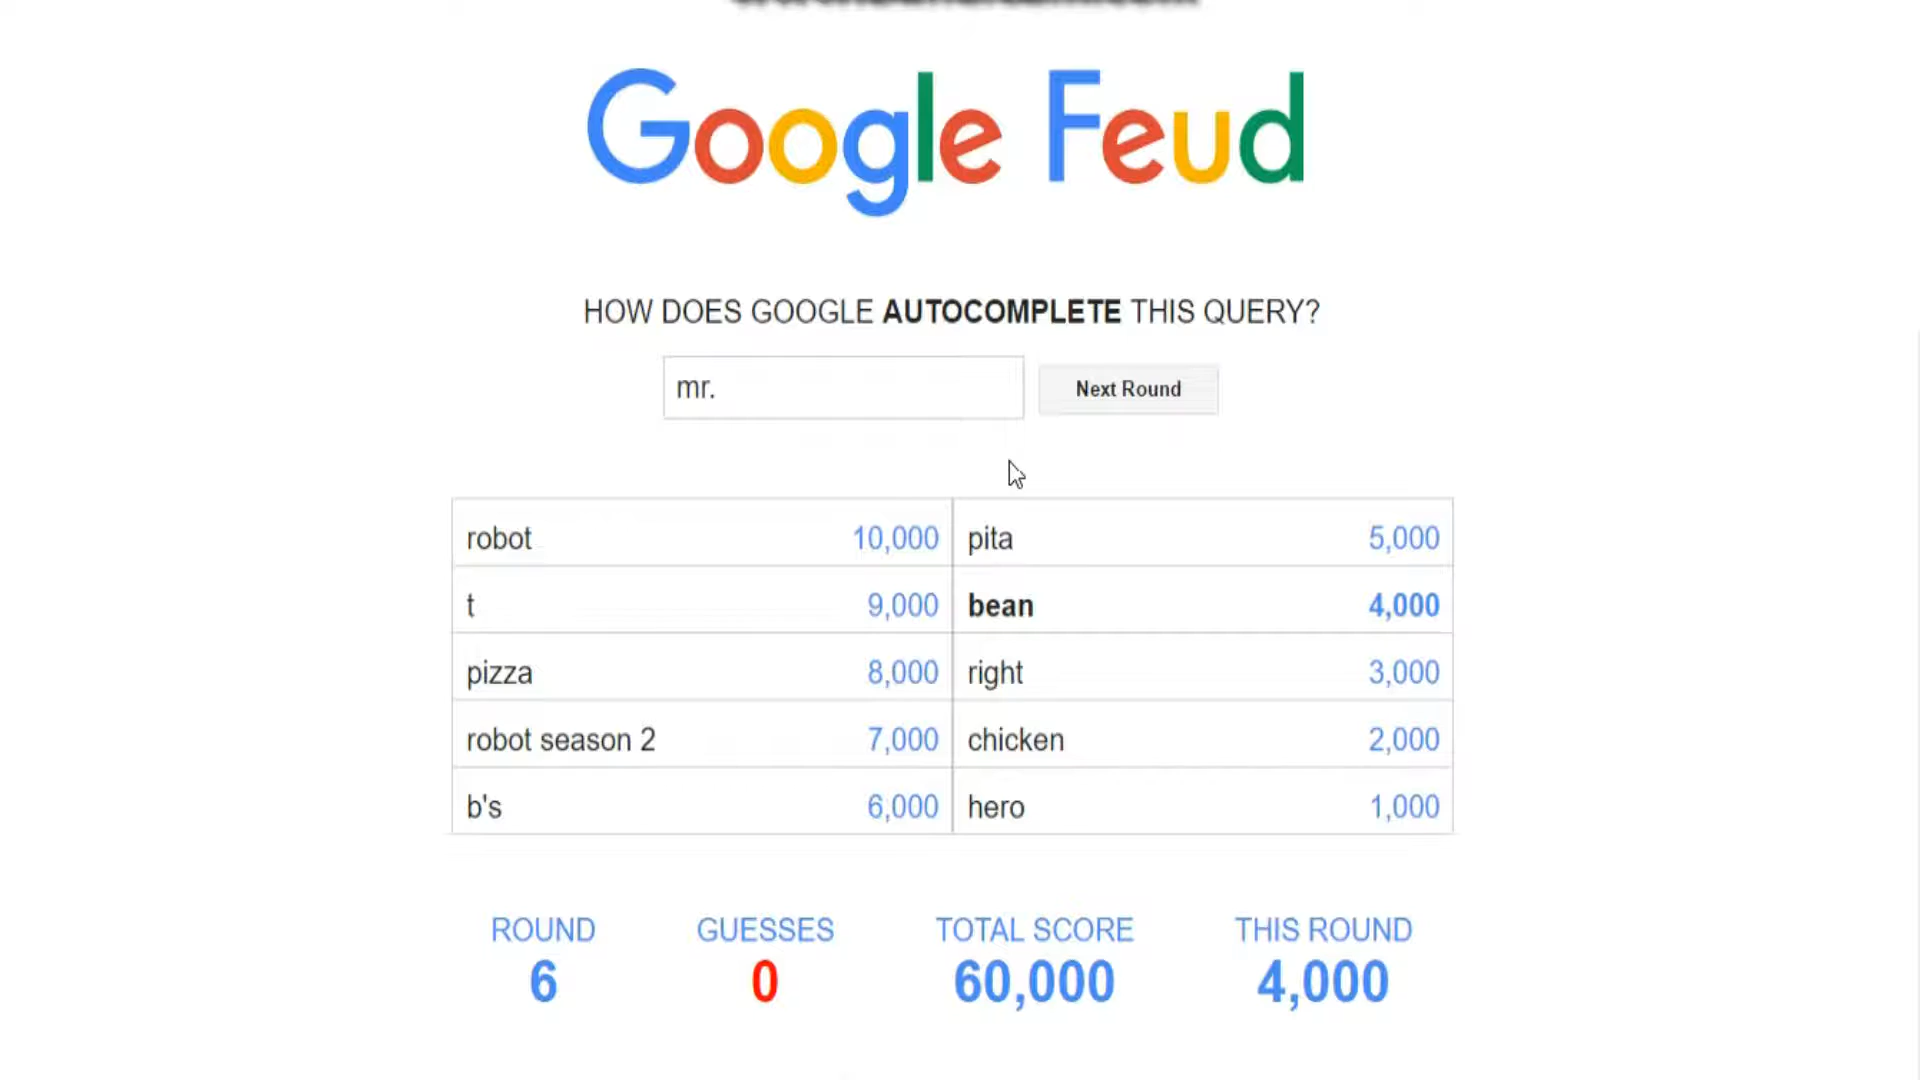 Google Feud
HOW DOES GOOGLE AUTOCOMPLETE THIS QUERY?
mr.
Next Round
robot 10,000 pita 5,000
t 9,000 bean 4,000
pizza 8,000 right 3,000
robot season 2 7,000 chicken 2,000
b's 6,000 hero 1,000
ROUND GUESSES TOTAL SCORE THIS ROUND
6 0 60,000 4,000